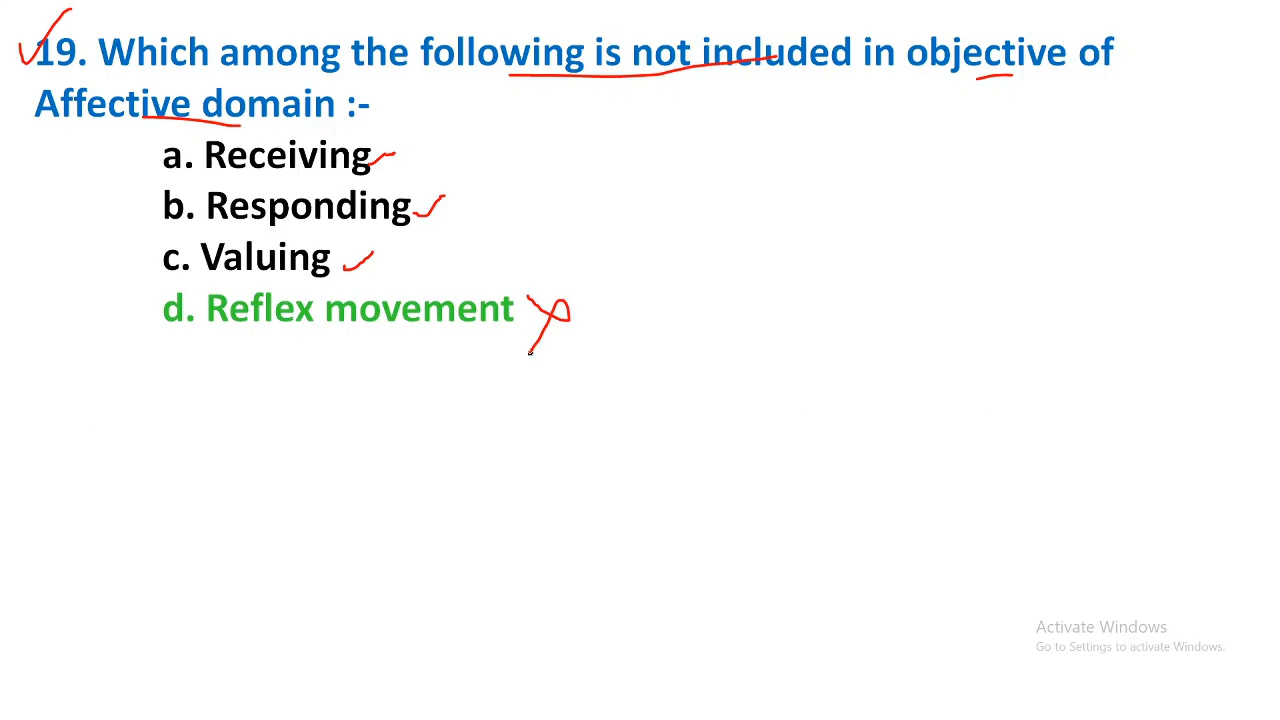 19. Which among the following is not included in objective of
Affective domain :-
a. Receiving
b. Responding
c. Valuing
d. Reflex movement
Activate Windows
Go to Settings to activate Windows.